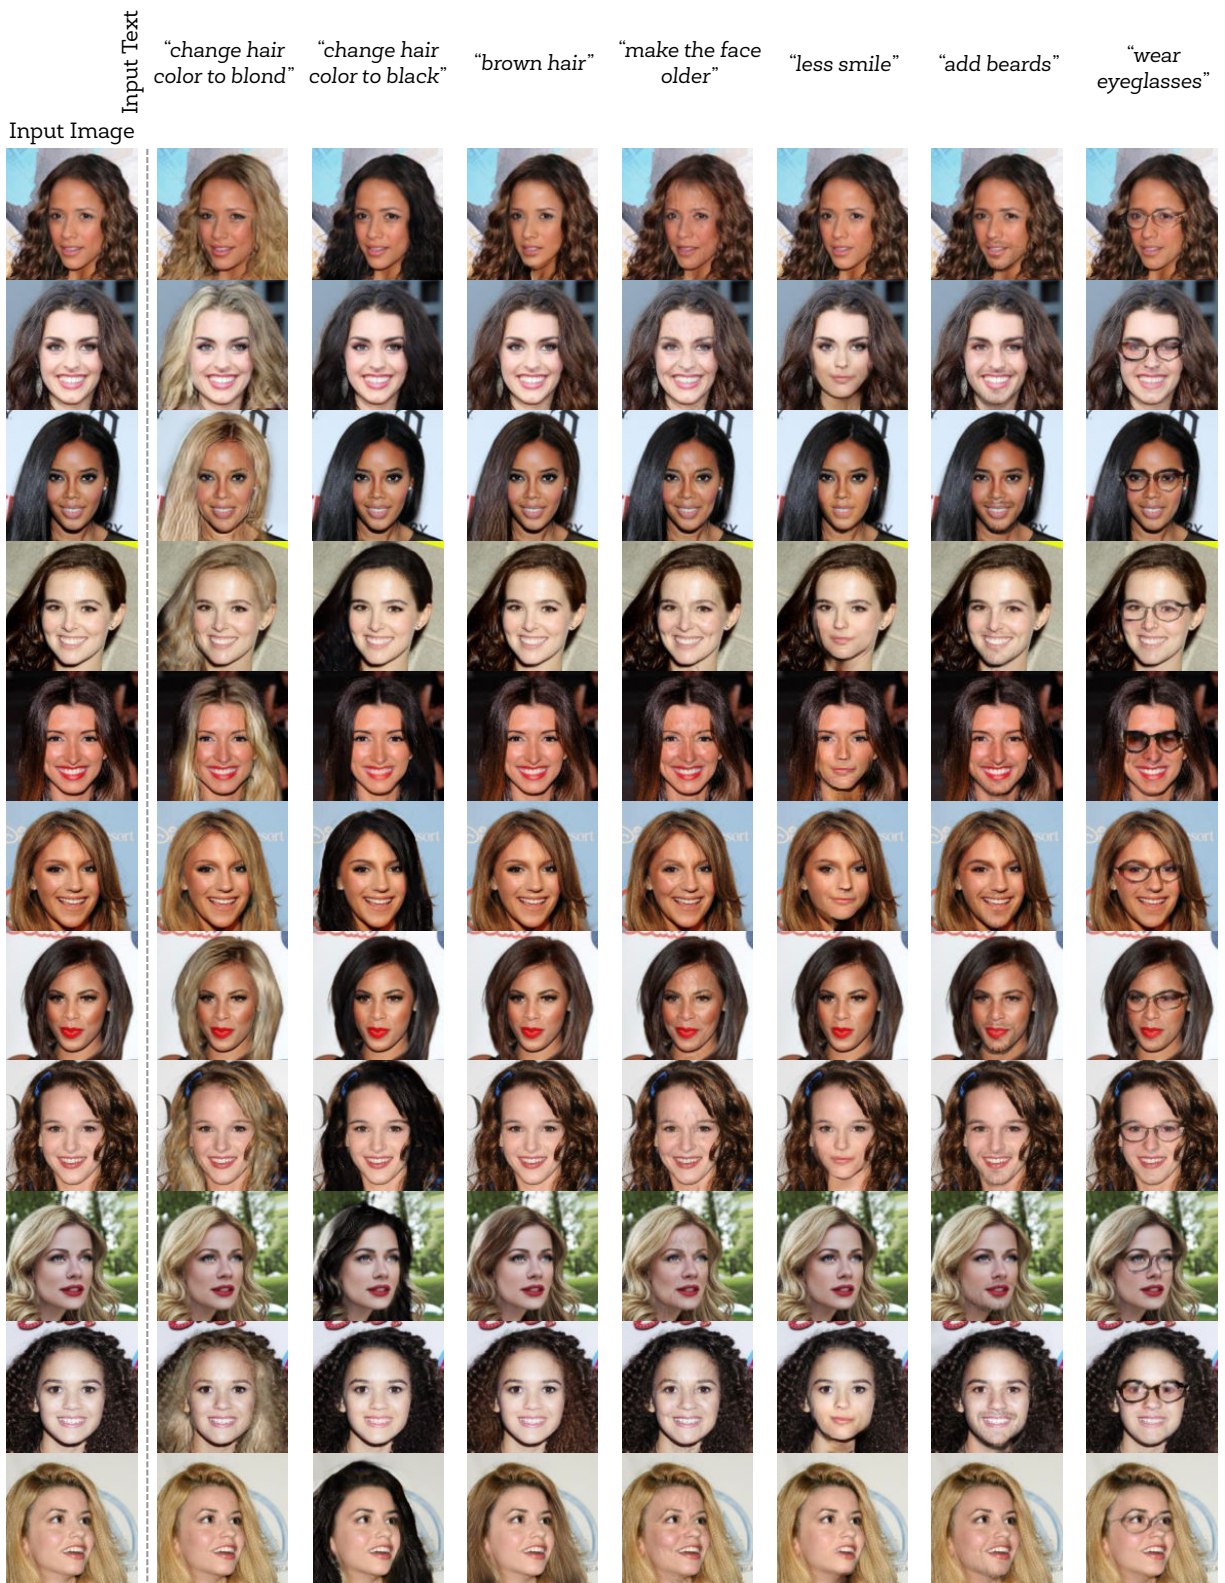 Input Text
Input Image
“change hair
color to blond”
“change hair
color to black”
“brown hair”
“make the face
older”
“less smile”
“add beards”
“wear
eyeglasses”